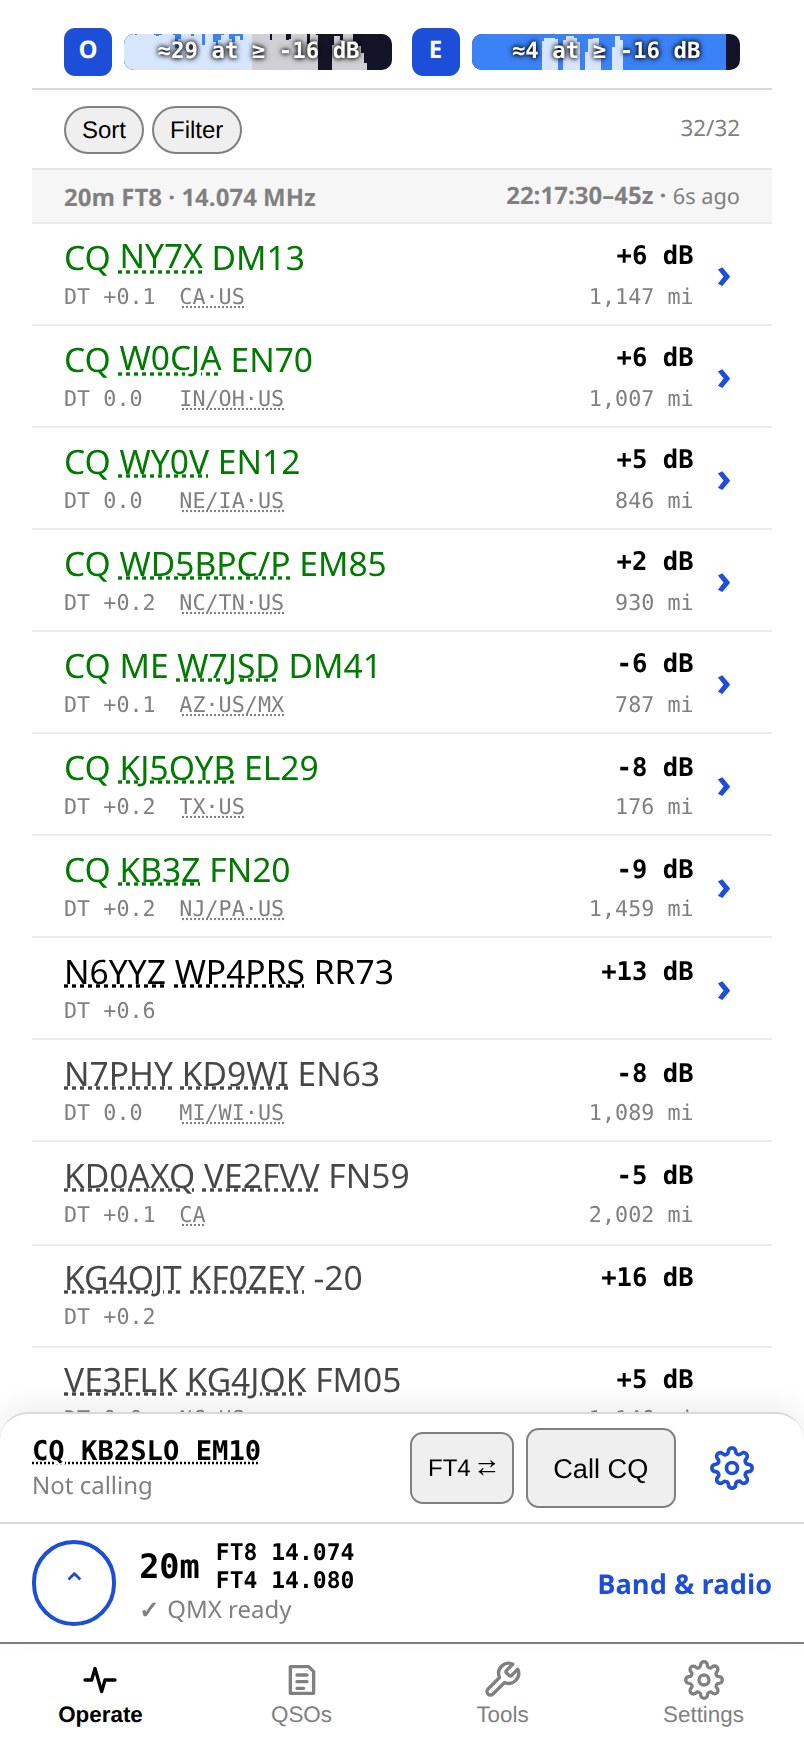 O ≈29 at ≥ -16 dB E ≈4 at ≥ -16 dB
Sort Filter 32/32
20m FT8 · 14.074 MHz 22:17:30–45z · 6s ago
CQ NY7X DM13 +6 dB
DT +0.1 CA·US 1,147 mi
CQ W0CJA EN70 +6 dB
DT 0.0 IN/OH·US 1,007 mi
CQ WY0V EN12 +5 dB
DT 0.0 NE/IA·US 846 mi
CQ WD5BPC/P EM85 +2 dB
DT +0.2 NC/TN·US 930 mi
CQ ME W7JSD DM41 -6 dB
DT +0.1 AZ·US/MX 787 mi
CQ KJ5OYB EL29 -8 dB
DT +0.2 TX·US 176 mi
CQ KB3Z FN20 -9 dB
DT +0.2 NJ/PA·US 1,459 mi
N6YYZ WP4PRS RR73 +13 dB
DT +0.6
N7PHY KD9WI EN63 -8 dB
DT 0.0 MI/WI·US 1,089 mi
KD0AXQ VE2FVV FN59 -5 dB
DT +0.1 CA 2,002 mi
KG4OJT KF0ZEY -20 +16 dB
DT +0.2
VE3FLK KG4JOK FM05 +5 dB
CQ KB2SLO EM10
Not calling
FT4 ⇄ Call CQ
20m FT8 14.074
FT4 14.080
✓ QMX ready
Band & radio
Operate QSOs Tools Settings